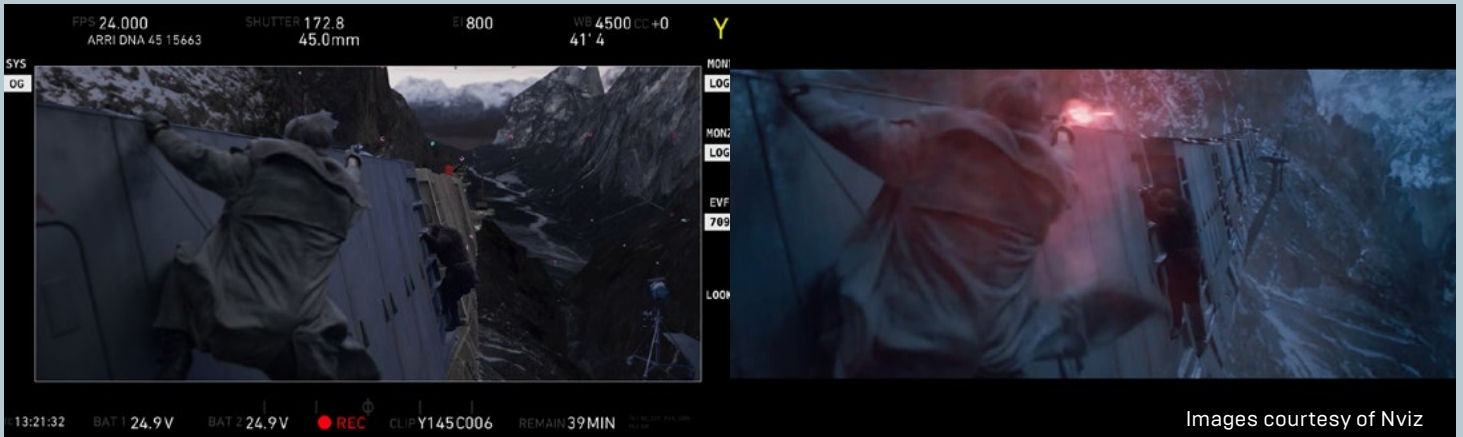 FPS 24.000 SHUTTER 172.8 EI 800 WB 4500 CC +0 Y
ARRI DNA 45 15663 45.0mm 41' 4
SYS
OG
MON1
LOG
MON2
LOG
EVF
709
LOOK
13:21:32 BAT 1 24.9V BAT 2 24.9V REC CLIP Y145C006 REMAIN 39MIN
Images courtesy of Nviz